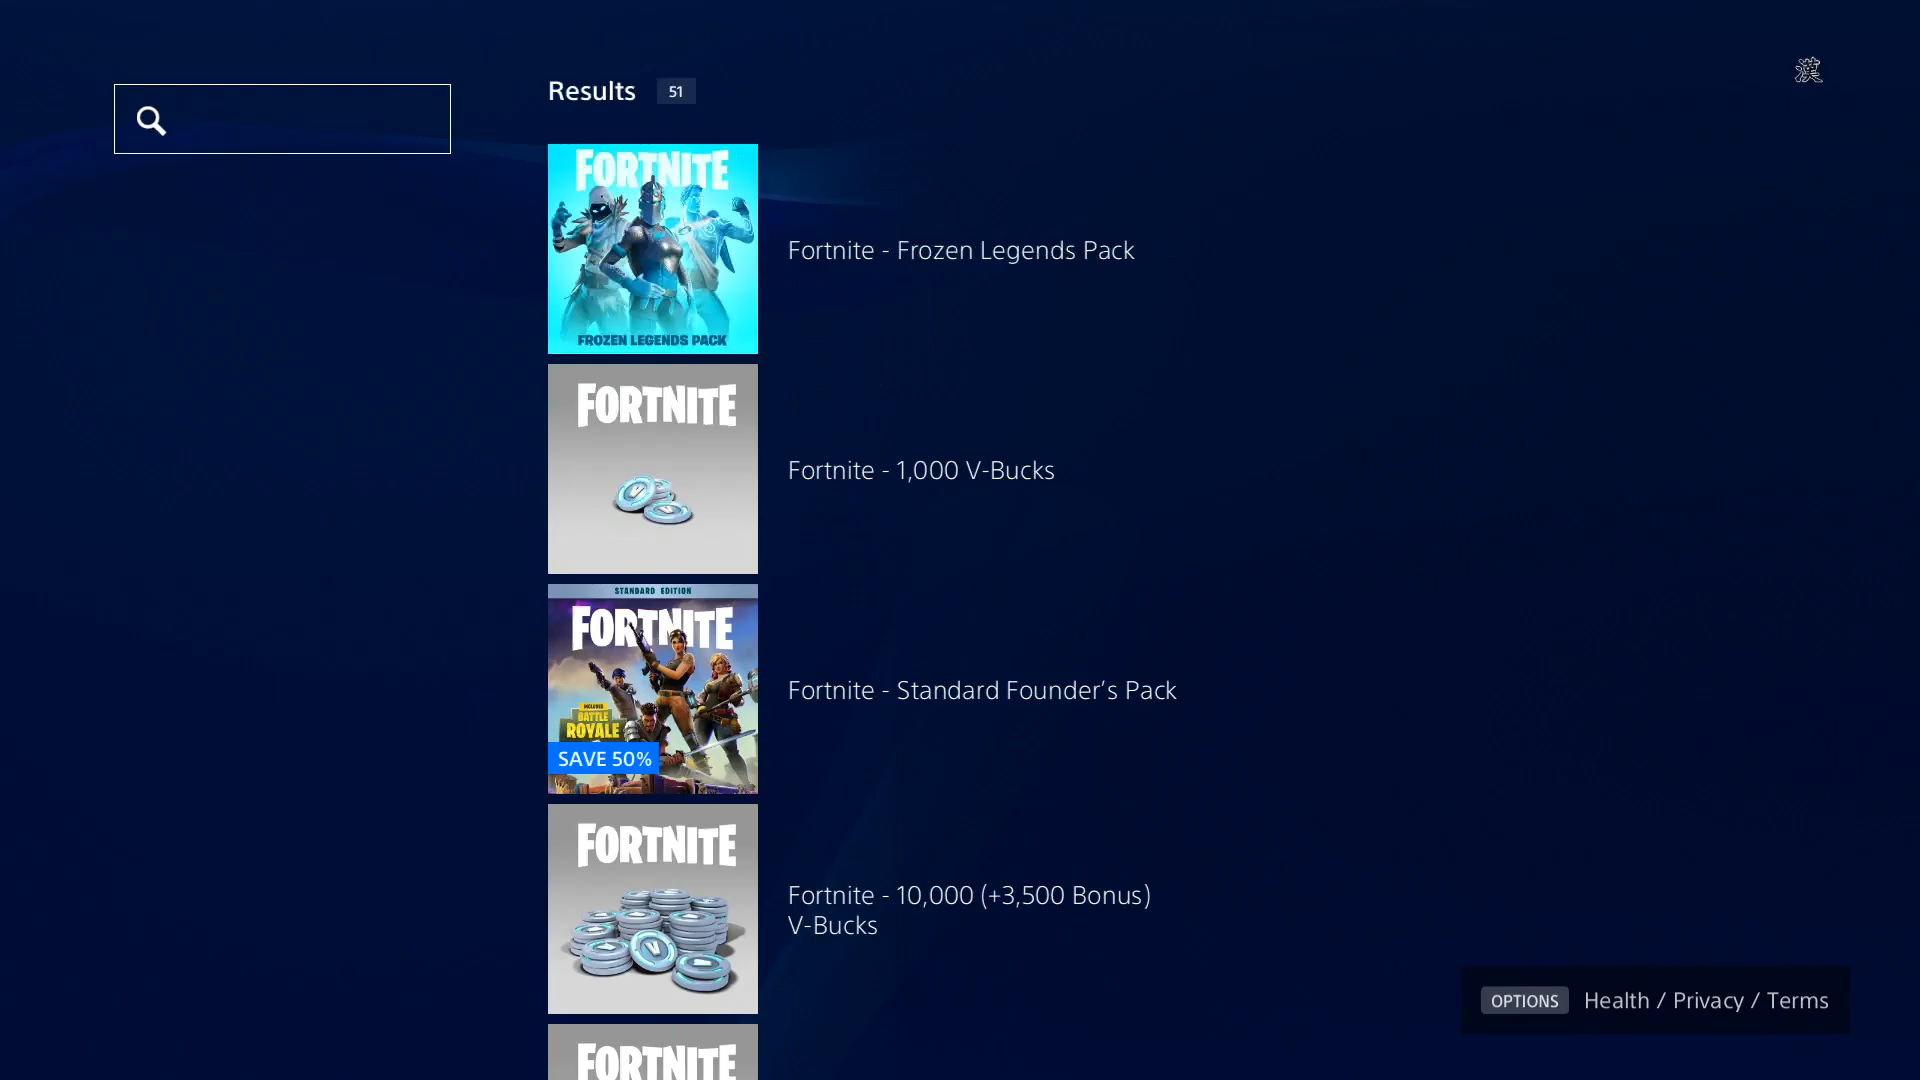 Results 51
漢
FORTNITE
FROZEN LEGENDS PACK
Fortnite - Frozen Legends Pack
FORTNITE
Fortnite - 1,000 V-Bucks
STANDARD EDITION
FORTNITE
INCLUDES
BATTLE
ROYALE
SAVE 50%
Fortnite - Standard Founder’s Pack
FORTNITE
Fortnite - 10,000 (+3,500 Bonus)
V-Bucks
FORTNITE
OPTIONS Health / Privacy / Terms